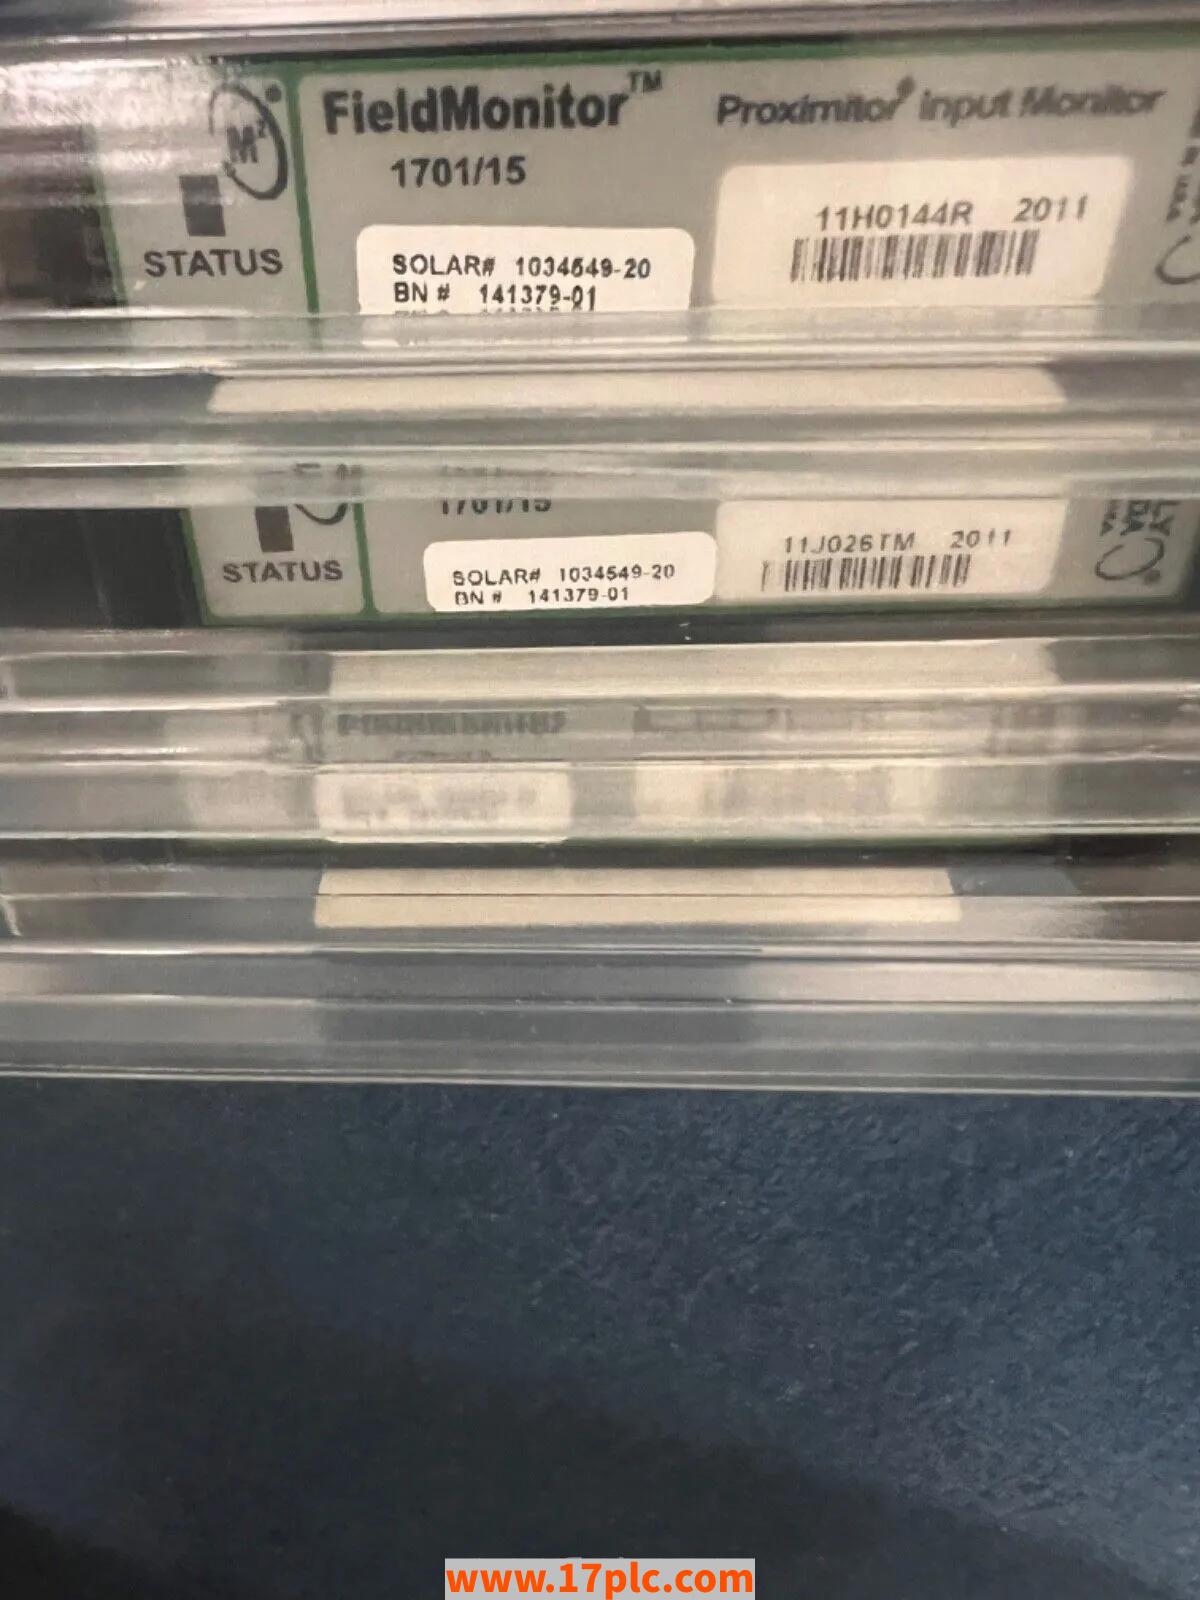 M²
FieldMonitor™
Proximitor® Input Monitor
1701/15
11H0144R 2011
STATUS
SOLAR# 1034549-20
BN # 141379-01
1701/15
11J026TM 2011
STATUS
SOLAR# 1034549-20
BN # 141379-01
www.17plc.com